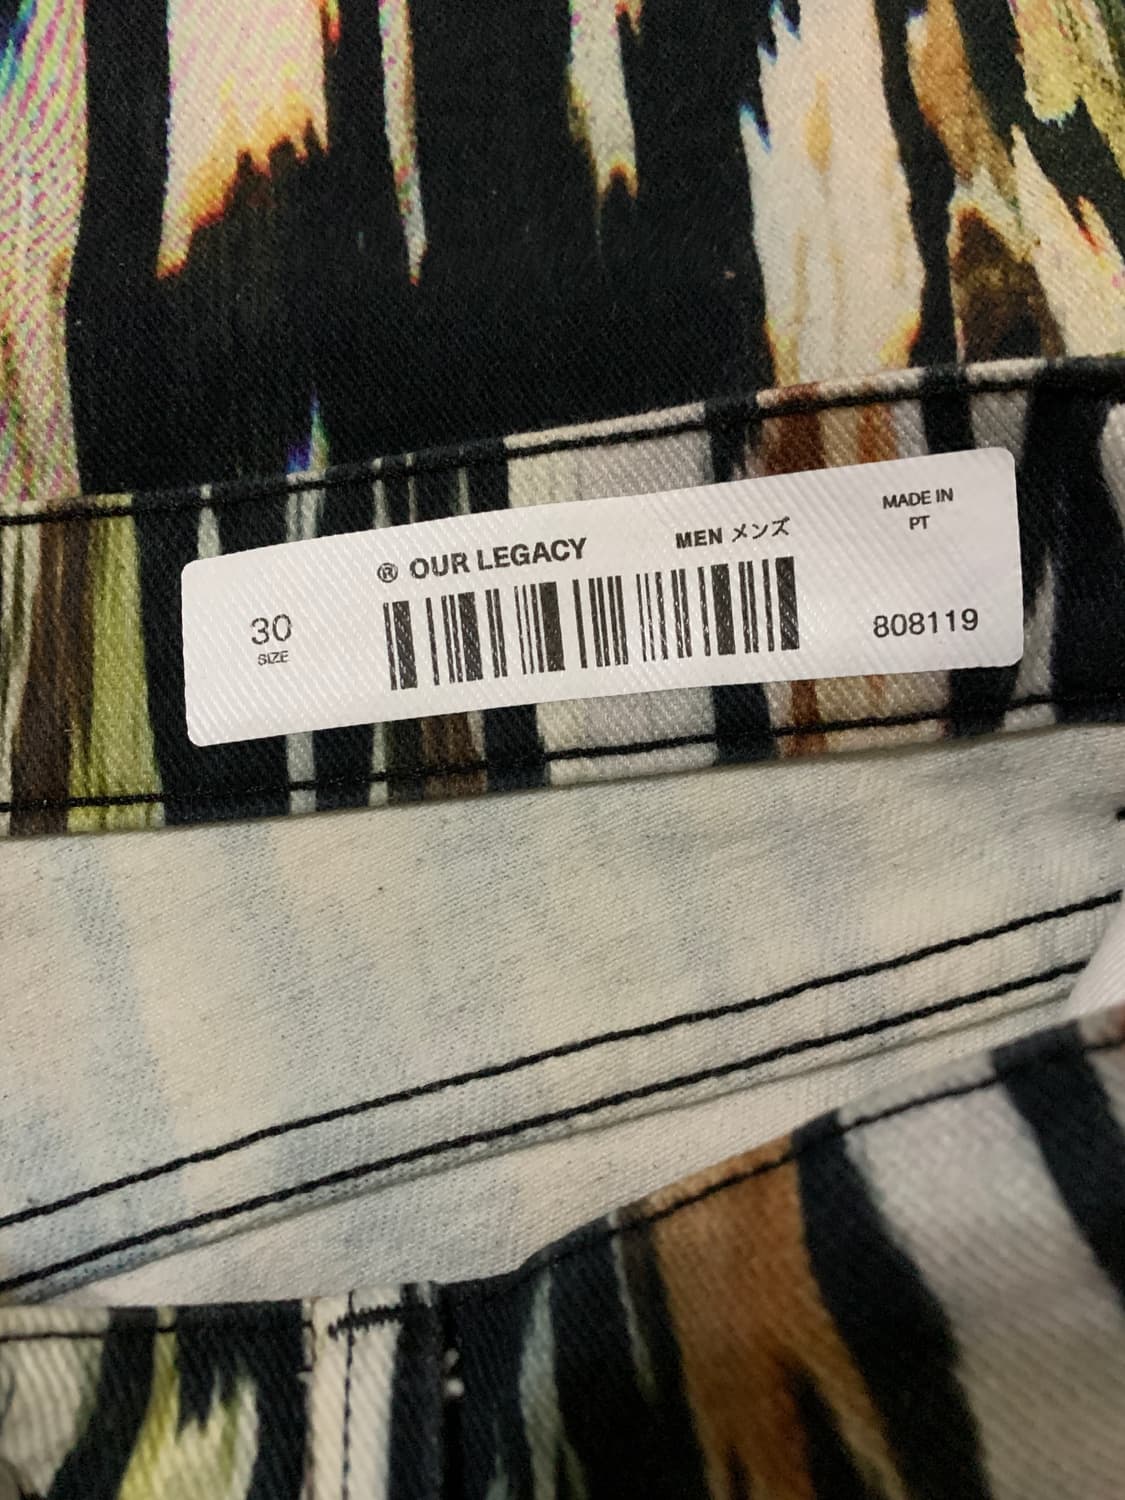 ® OUR LEGACY
MEN メンズ
MADE IN
PT
30
SIZE
808119